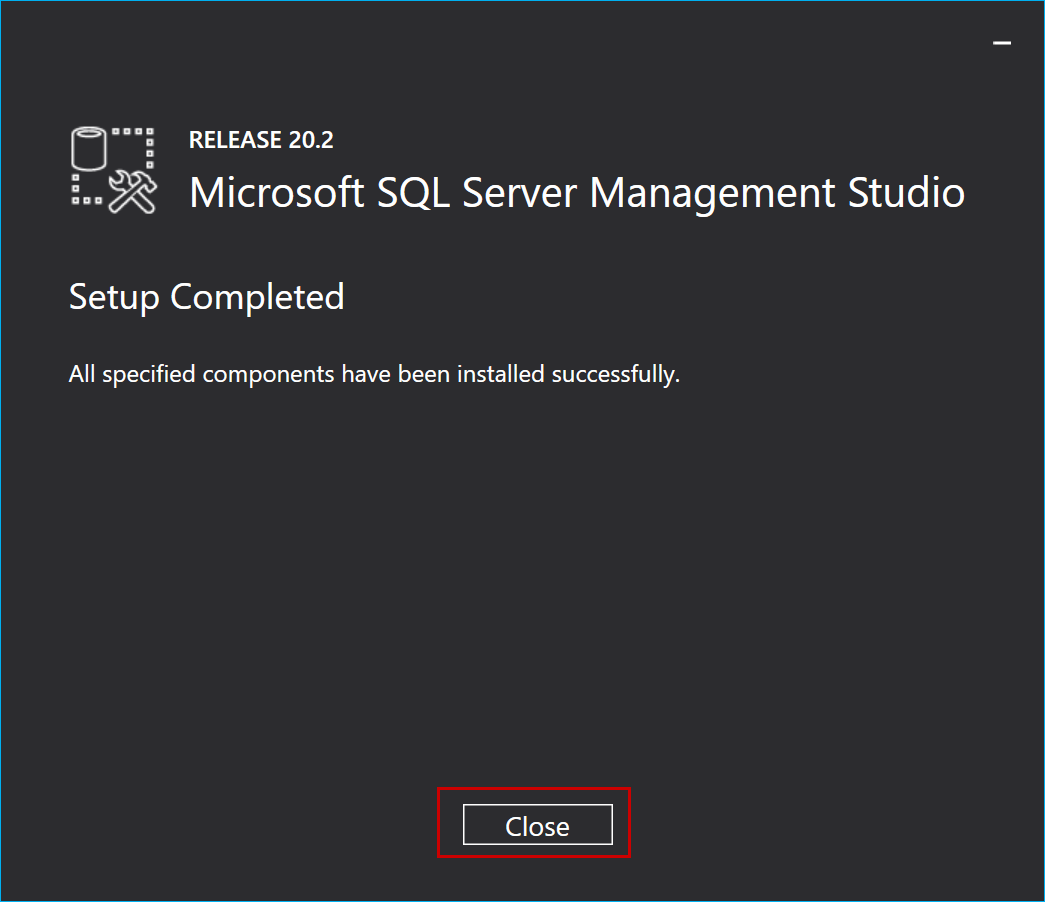 RELEASE 20.2
Microsoft SQL Server Management Studio
Setup Completed
All specified components have been installed successfully.
Close